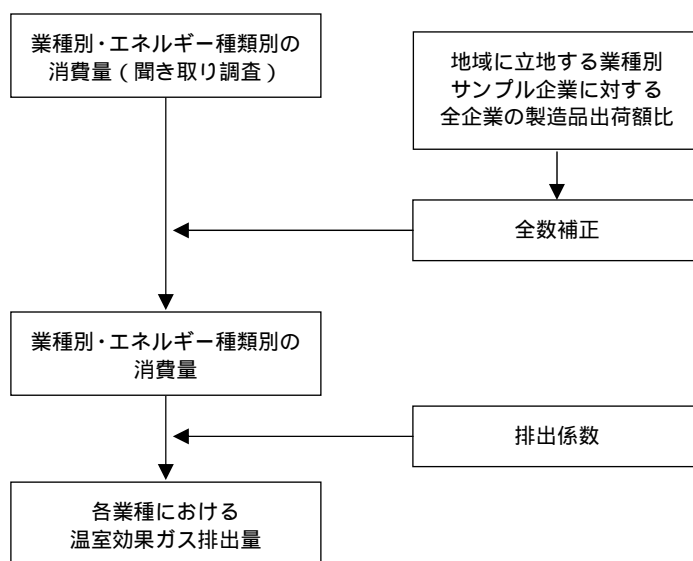 業種別・エネルギー種類別の
消費量(聞き取り調査)
地域に立地する業種別
サンプル企業に対する
全企業の製造品出荷額比
全数補正
業種別・エネルギー種類別の
消費量
排出係数
各業種における
温室効果ガス排出量